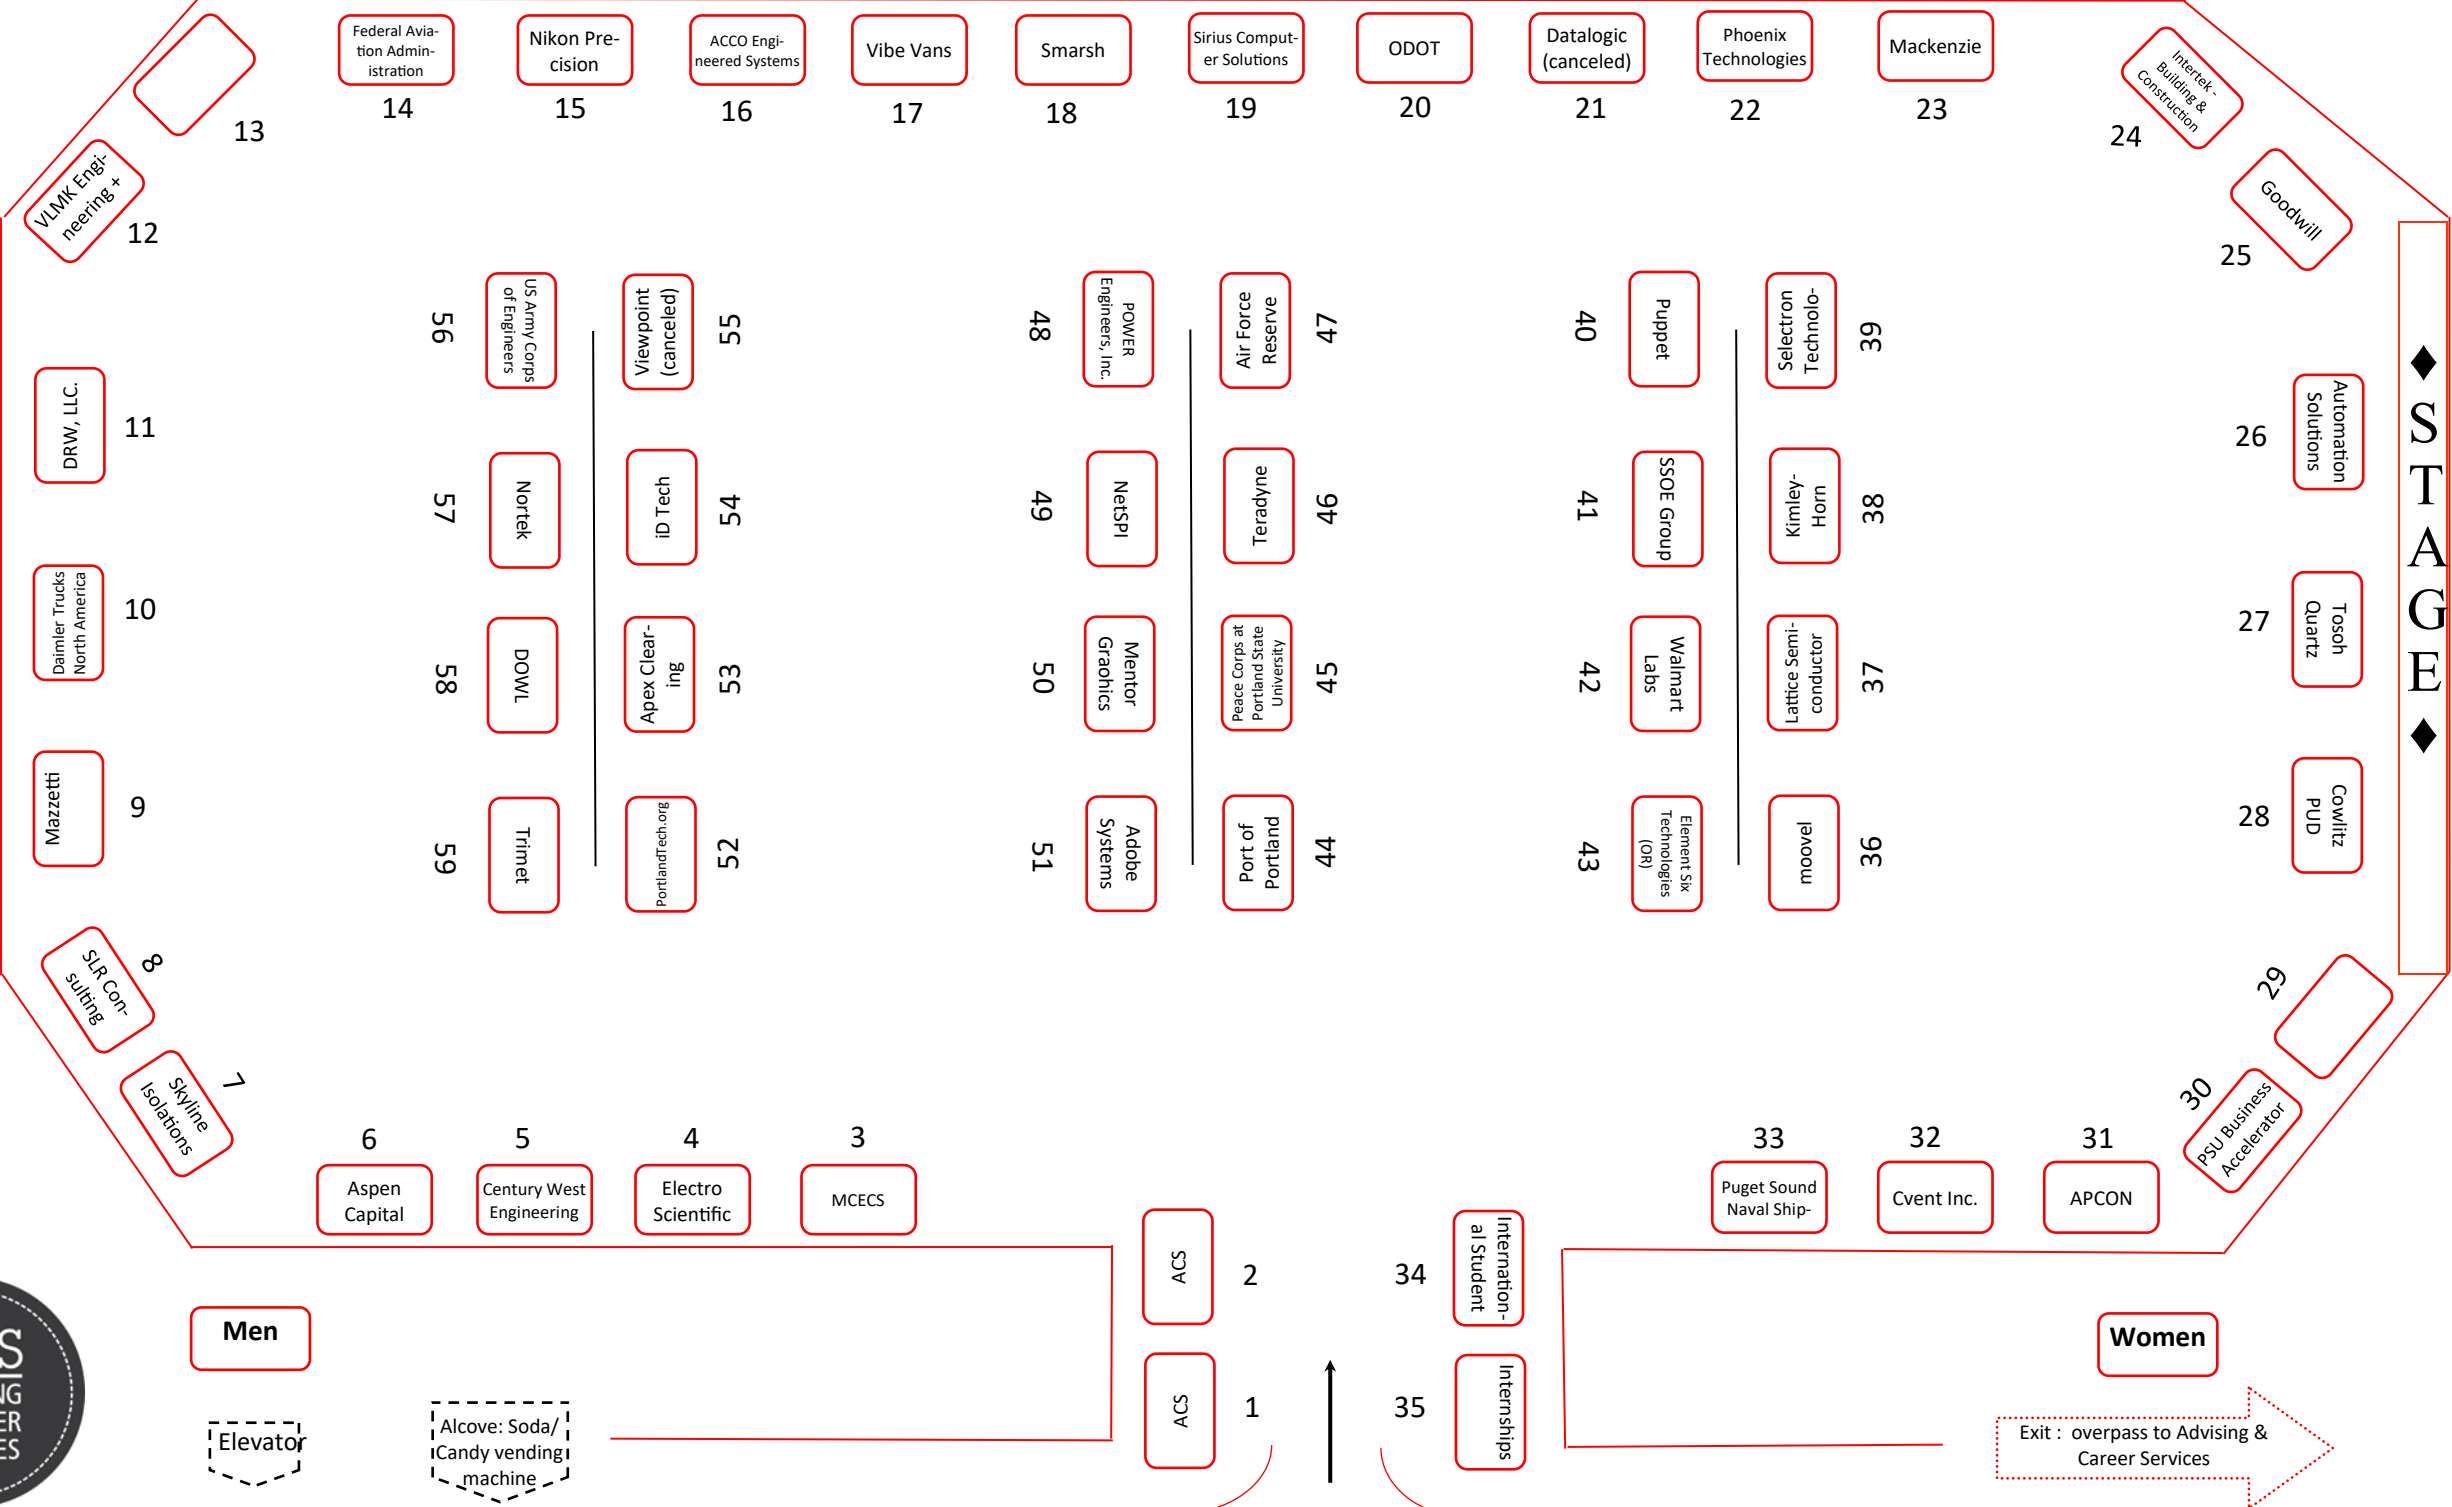 Federal Avia-
tion Admin-
istration
14
Nikon Pre-
cision
15
ACCO Engi-
neered Systems
16
Vibe Vans
17
Smarsh
18
Sirius Comput-
er Solutions
19
ODOT
20
Datalogic
(canceled)
21
Phoenix
Technologies
22
Mackenzie
23
Intertek -
Building &
Construction
24
Goodwill
25
13
VLMK Engi-
neering +
12
DRW, LLC.
11
Daimler Trucks
North America
10
Mazzetti
9
SLR Con-
sulting
8
Skyline
Isolations
7
56
US Army Corps
of Engineers
Viewpoint
(canceled)
55
57
Nortek
iD Tech
54
58
DOWL
Apex Clear-
ing
53
59
Trimet
PortlandTech.org
52
48
POWER
Engineers, Inc.
Air Force
Reserve
47
49
NetSPI
Teradyne
46
50
Mentor
Graohics
Peace Corps at
Portland State
University
45
51
Adobe
Systems
Port of
Portland
44
40
Puppet
Selectron
Technolo-
39
41
SSOE Group
Kimley-
Horn
38
42
Walmart
Labs
Lattice Semi-
conductor
37
43
Element Six
Technologies
(OR)
moovel
36
26
Automation
Solutions
27
Tosoh
Quartz
28
Cowlitz
PUD
♦STAGE♦
29
30
PSU Business
Accelerator
6
Aspen
Capital
5
Century West
Engineering
4
Electro
Scientific
3
MCECS
33
Puget Sound
Naval Ship-
32
Cvent Inc.
31
APCON
ACS
2
34
Internation-
al Student
ACS
1
35
Internships
Men
Women
Elevator
Alcove: Soda/
Candy vending
machine
Exit : overpass to Advising &
Career Services
S
NG
ER
ES